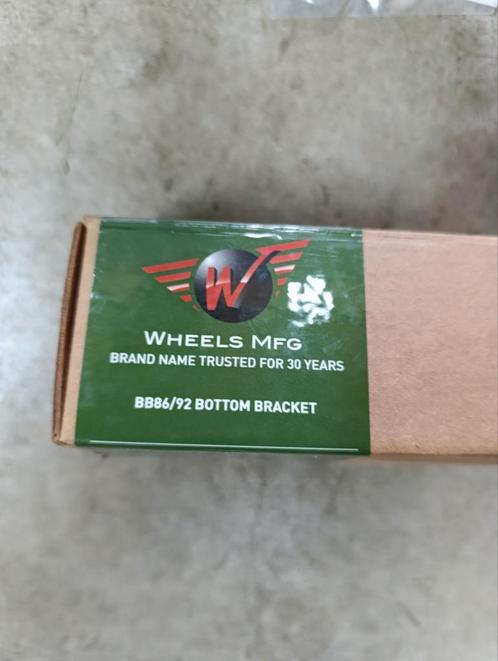 W
WHEELS MFG
BRAND NAME TRUSTED FOR 30 YEARS
BB86/92 BOTTOM BRACKET